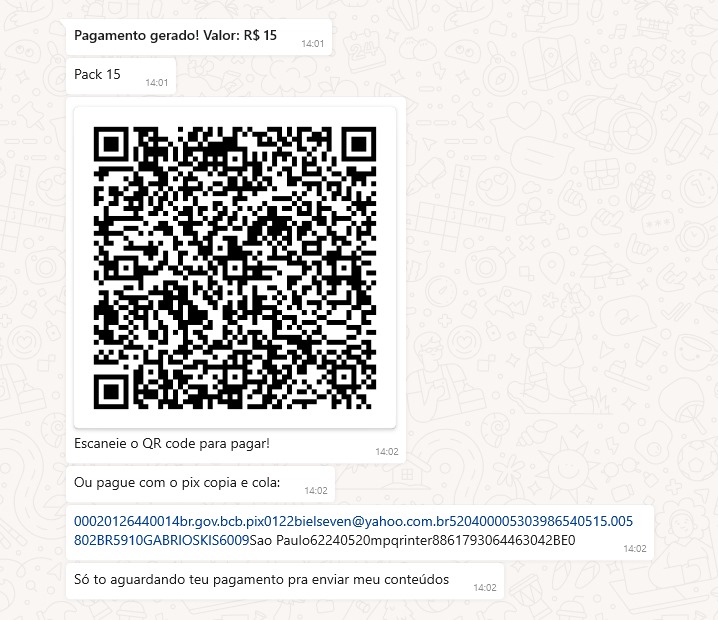 Pagamento gerado! Valor: R$ 15
14:01
Pack 15
14:01
Escaneie o QR code para pagar!
14:02
Ou pague com o pix copia e cola:
14:02
00020126440014br.gov.bcb.pix0122bielseven@yahoo.com.br520400005303986540515.005
802BR5910GABRIOSKIS6009Sao Paulo62240520mpqrinter8861793064463042BE0
14:02
Só to aguardando teu pagamento pra enviar meu conteúdos
14:02